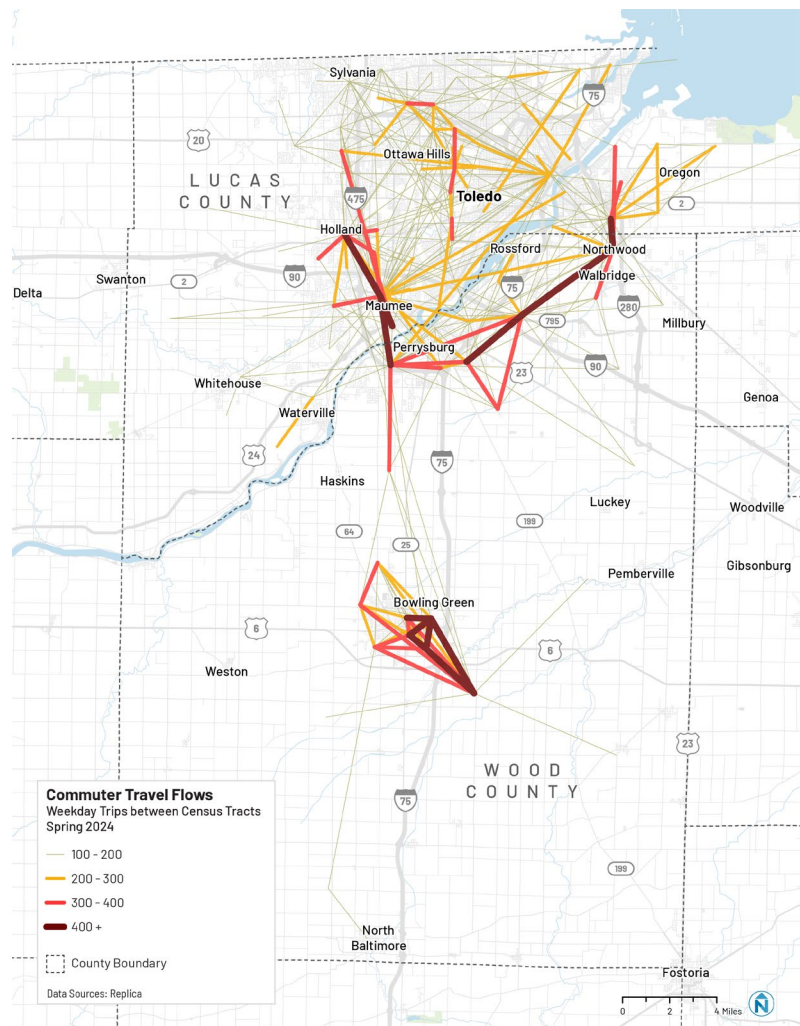 Sylvania
75
20
Ottawa Hills
LUCAS
COUNTY
Oregon
475
Toledo
2
Holland
Rossford
Northwood
Swanton
90
Walbridge
2
75
Delta
Maumee
280
795
Millbury
Perrysburg
90
23
Whitehouse
Genoa
Waterville
24
75
Haskins
Luckey
Woodville
199
64
25
Gibsonburg
Pemberville
Bowling Green
6
6
Weston
23
WOOD
COUNTY
75
Commuter Travel Flows
Weekday Trips between Census Tracts
Spring 2024
100 - 200
200 - 300
300 - 400
400 +
County Boundary
Data Sources: Replica
199
North
Baltimore
Fostoria
0 2 4 Miles
N